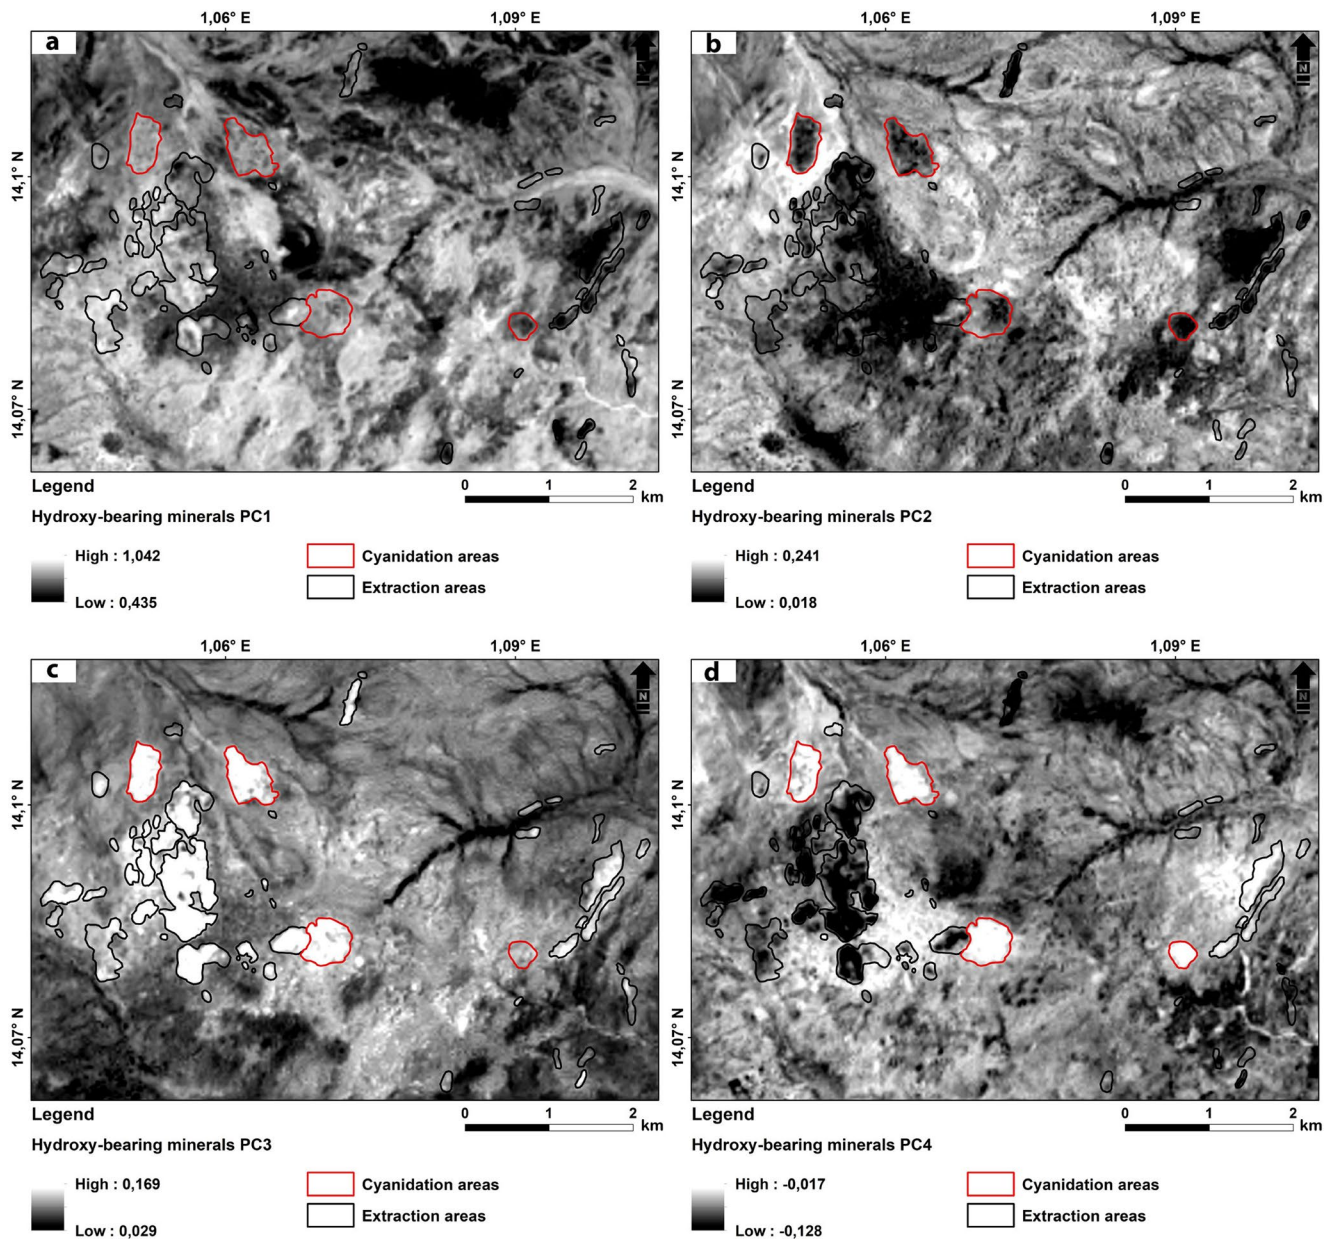 1,06° E 1,09° E
a
N
14,1° N
14,07° N
Legend
0 1 2
km
Hydroxy-bearing minerals PC1
High : 1,042
Low : 0,435
Cyanidation areas
Extraction areas
1,06° E 1,09° E
b
N
14,1° N
14,07° N
Legend
0 1 2
km
Hydroxy-bearing minerals PC2
High : 0,241
Low : 0,018
Cyanidation areas
Extraction areas
1,06° E 1,09° E
c
N
14,1° N
14,07° N
Legend
0 1 2
km
Hydroxy-bearing minerals PC3
High : 0,169
Low : 0,029
Cyanidation areas
Extraction areas
1,06° E 1,09° E
d
N
14,1° N
14,07° N
Legend
0 1 2
km
Hydroxy-bearing minerals PC4
High : -0,017
Low : -0,128
Cyanidation areas
Extraction areas